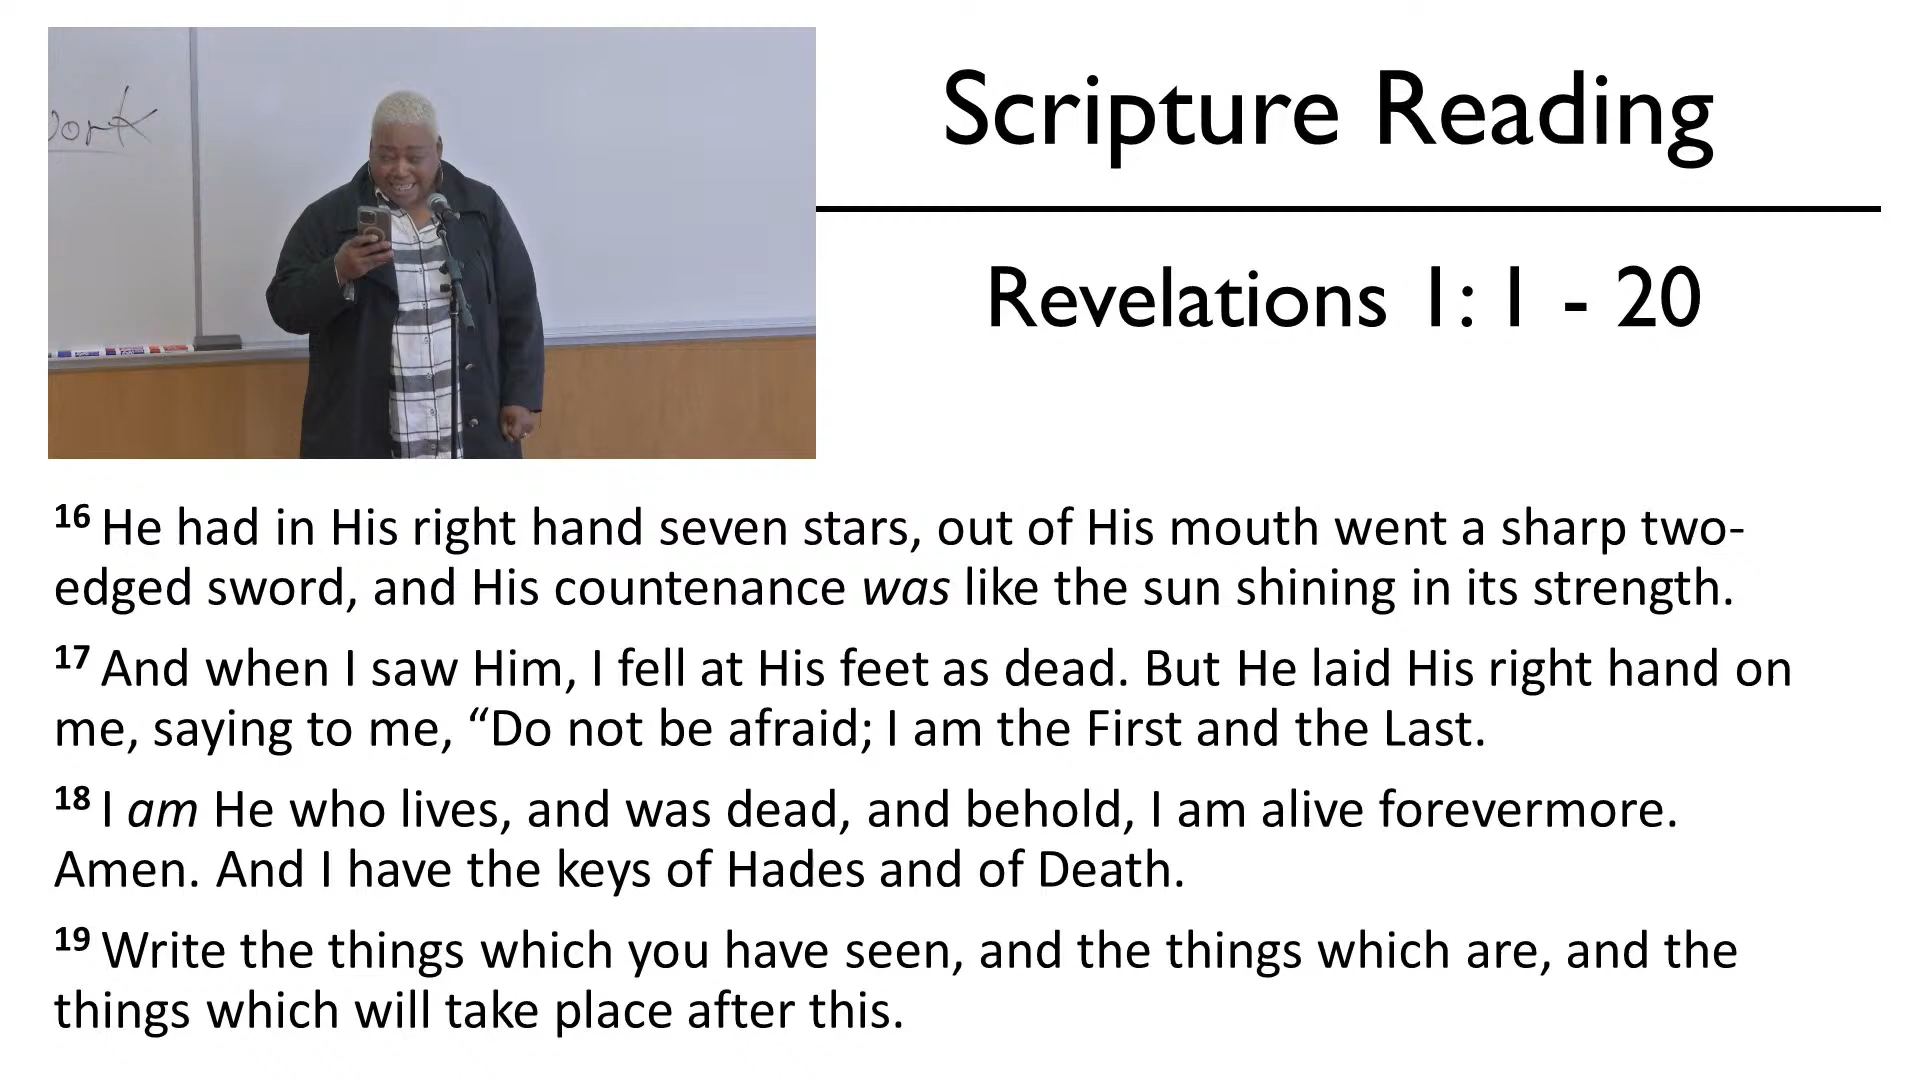 Scripture Reading
Revelations 1: 1 - 20
16 He had in His right hand seven stars, out of His mouth went a sharp two-
edged sword, and His countenance was like the sun shining in its strength.
17 And when I saw Him, I fell at His feet as dead. But He laid His right hand on
me, saying to me, “Do not be afraid; I am the First and the Last.
18 I am He who lives, and was dead, and behold, I am alive forevermore.
Amen. And I have the keys of Hades and of Death.
19 Write the things which you have seen, and the things which are, and the
things which will take place after this.